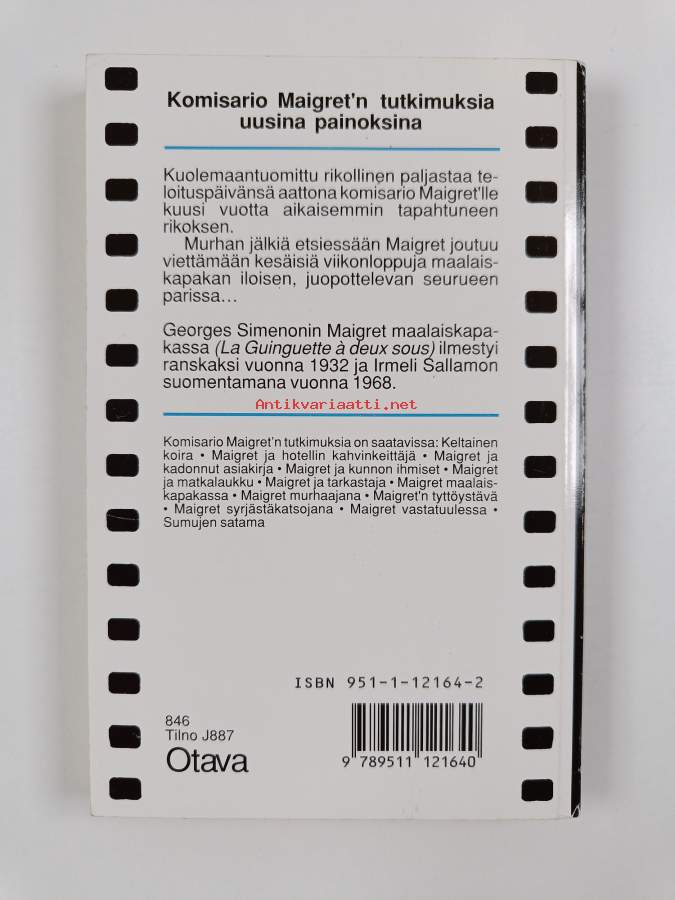 Komisario Maigret'n tutkimuksia
uusina painoksina
Kuolemaantuomittu rikollinen paljastaa te-
loituspäivänsä aattona komisario Maigret'lle
kuusi vuotta aikaisemmin tapahtuneen
rikoksen.
Murhan jälkiä etsiessään Maigret joutuu
viettämään kesäisiä viikonloppuja maalais-
kapakan iloisen, juopottelevan seurueen
parissa...
Georges Simenonin Maigret maalaiskapa-
kassa (La Guinguette à deux sous) ilmestyi
ranskaksi vuonna 1932 ja Irmeli Sallamon
suomentamana vuonna 1968.
Antikvariaatti.net
Komisario Maigret'n tutkimuksia on saatavissa: Keltainen
koira • Maigret ja hotellin kahvinkeittäjä • Maigret ja
kadonnut asiakirja • Maigret ja kunnon ihmiset • Maigret
ja matkalaukku • Maigret ja tarkastaja • Maigret maalais-
kapakassa • Maigret murhaajana • Maigret'n tyttöystävä
• Maigret syrjästäkatsojana • Maigret vastatuulessa •
Sumujen satama
ISBN 951-1-12164-2
846
Tilno J887
Otava
9 789511 121640